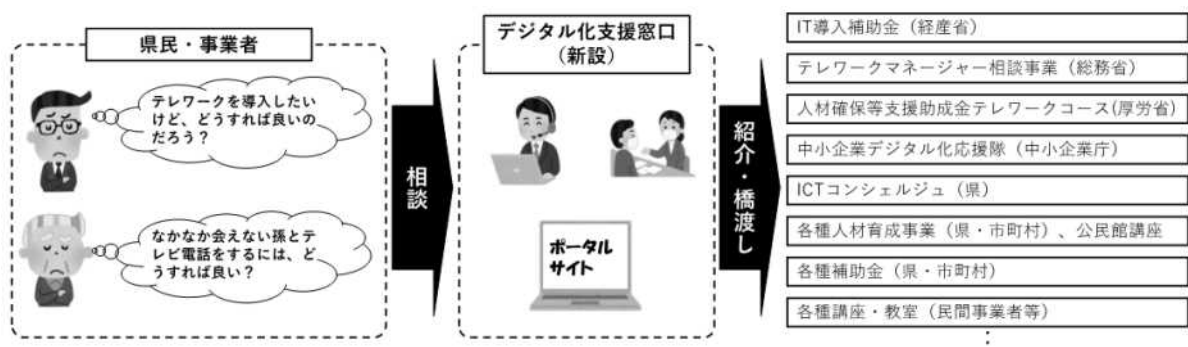 県民・事業者
テレワークを導入したい
けど、どうすれば良いの
だろう？
なかなか会えない孫とテ
レビ電話をするには、ど
うすれば良い？
相談
デジタル化支援窓口
（新設）
ポータル
サイト
紹介・橋渡し
IT導入補助金（経産省）
テレワークマネージャー相談事業（総務省）
人材確保等支援助成金テレワークコース(厚労省)
中小企業デジタル化応援隊（中小企業庁）
ICTコンシェルジュ（県）
各種人材育成事業（県・市町村）、公民館講座
各種補助金（県・市町村）
各種講座・教室（民間事業者等）
：